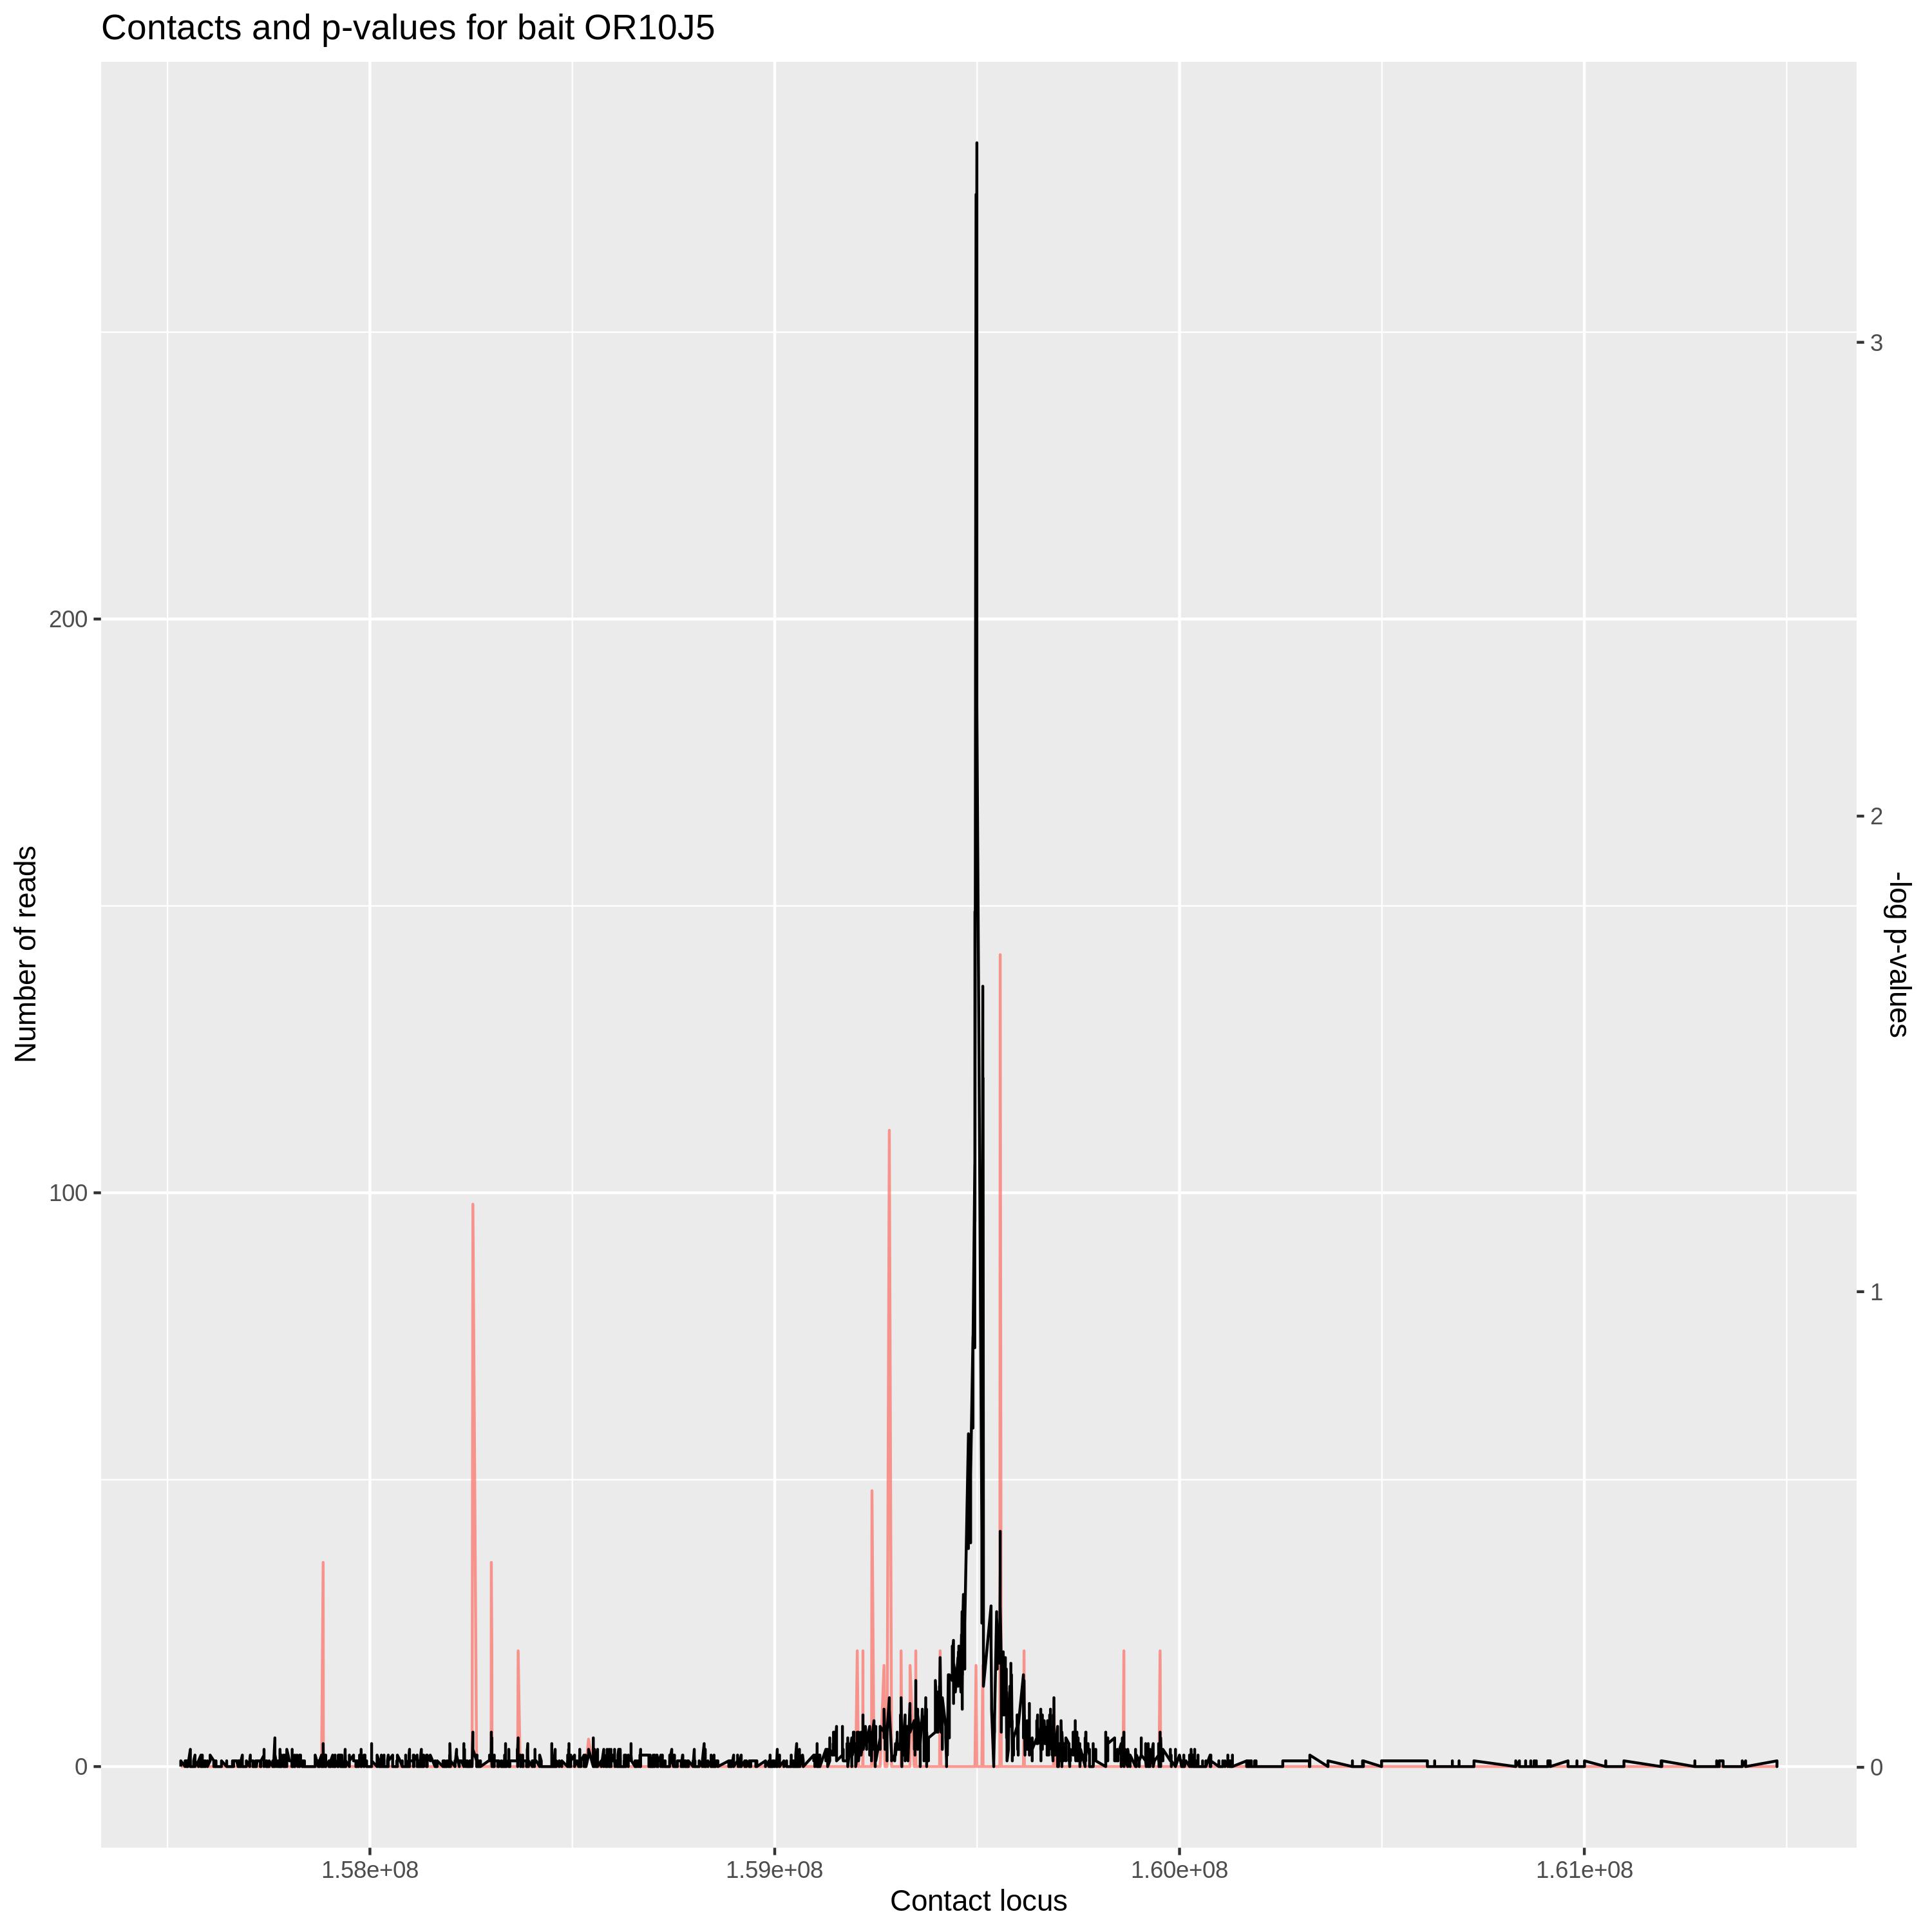 Contacts and p-values for bait OR10J5
Number of reads
200
100
0
3
2
1
0
-log p-values
1.58e+08
1.59e+08
1.60e+08
1.61e+08
Contact locus